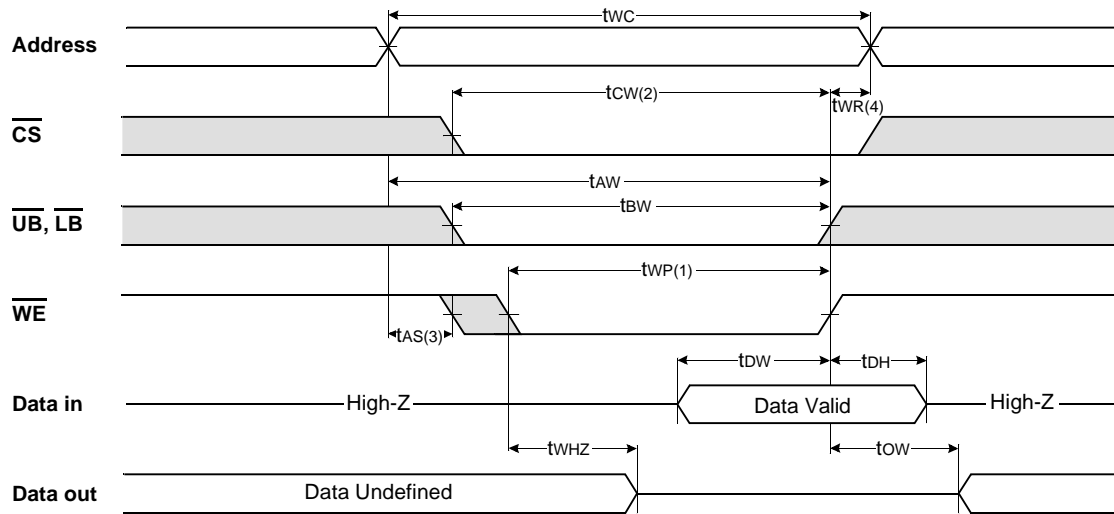 tWC
Address
tCW(2)
tWR(4)
CS
tAW
UB, LB
tBW
tWP(1)
WE
tAS(3)
tDW
tDH
Data in
High-Z
Data Valid
High-Z
tWHZ
tOW
Data out
Data Undefined